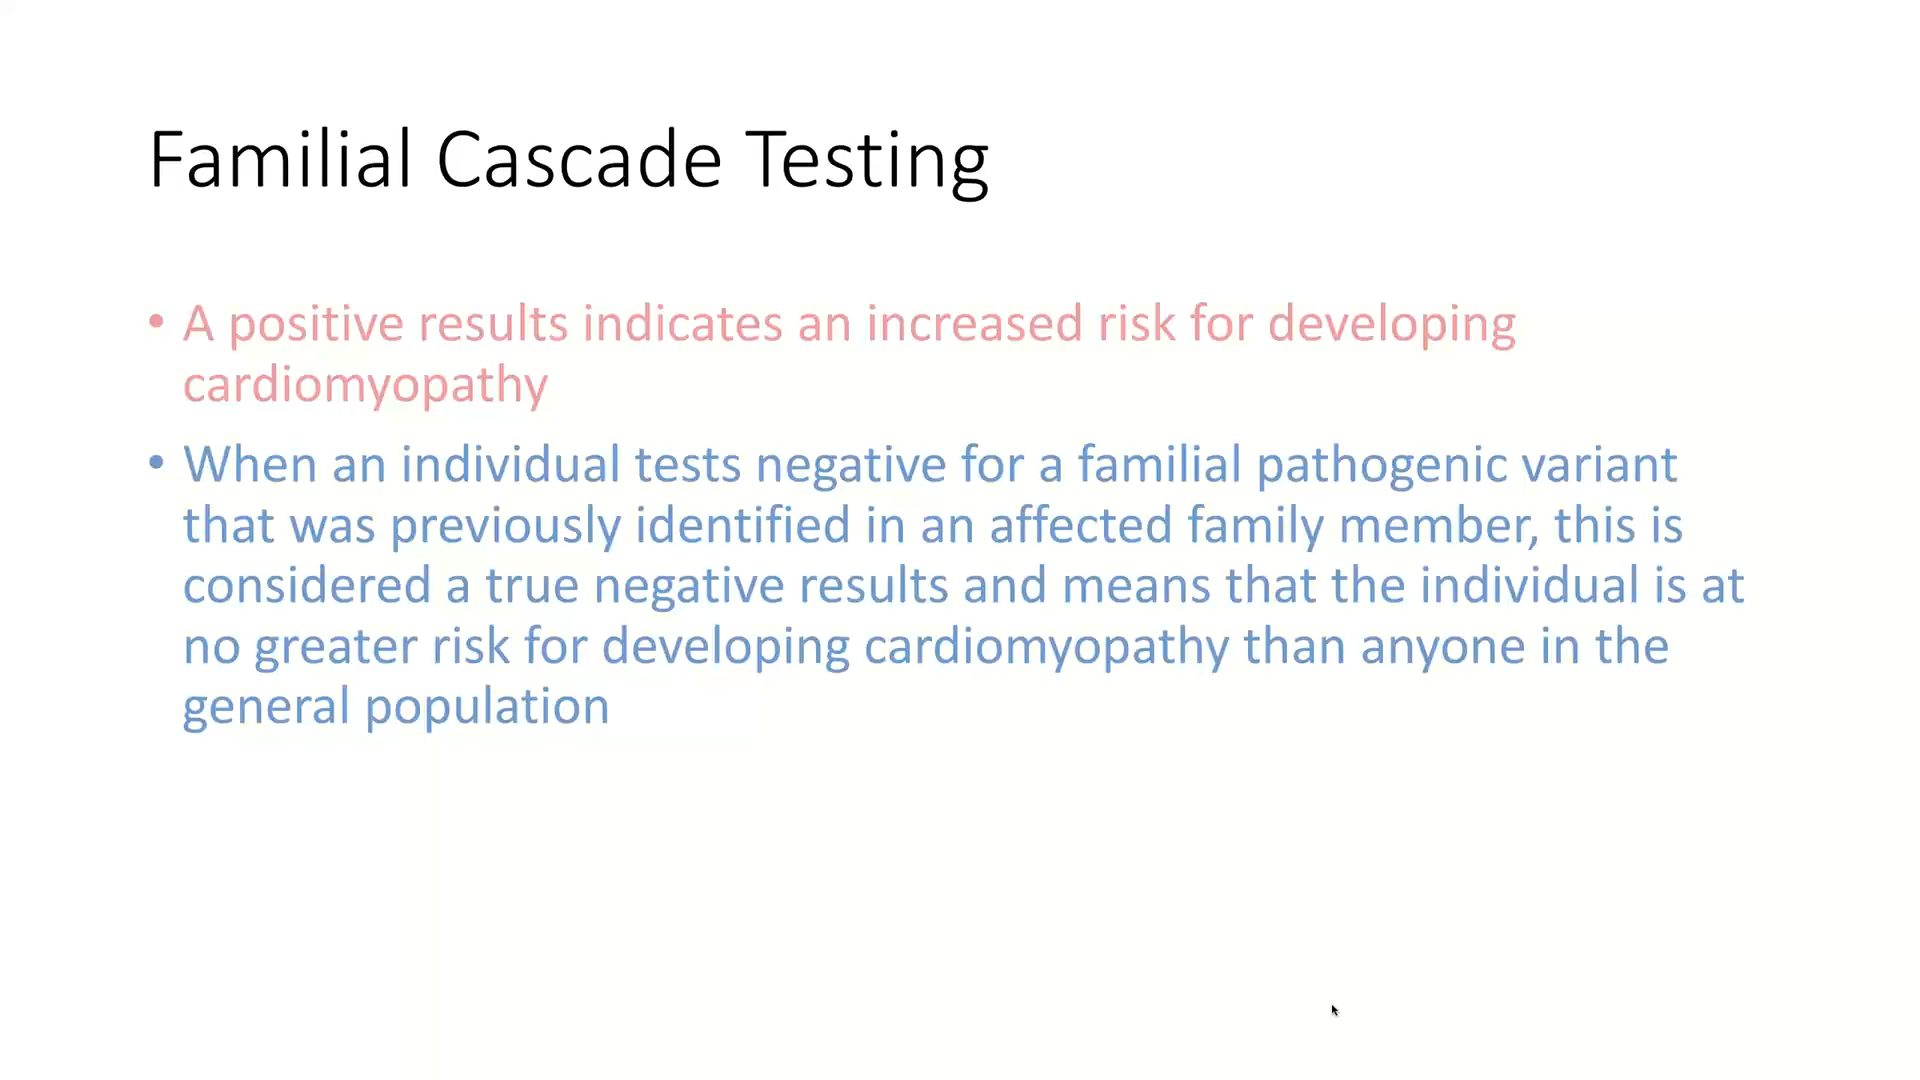 Familial Cascade Testing
• A positive results indicates an increased risk for developing
cardiomyopathy
• When an individual tests negative for a familial pathogenic variant
that was previously identified in an affected family member, this is
considered a true negative results and means that the individual is at
no greater risk for developing cardiomyopathy than anyone in the
general population